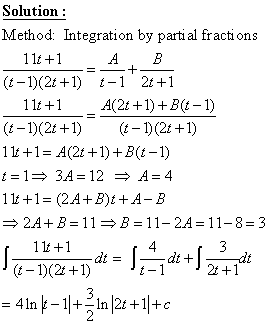 Solution :
Method: Integration by partial fractions
(11t+1)/((t−1)(2t+1)) = A/(t−1) + B/(2t+1)
(11t+1)/((t−1)(2t+1)) = (A(2t+1)+B(t−1))/((t−1)(2t+1))
11t+1 = A(2t+1)+B(t−1)
t=1 ⇒ 3A=12 ⇒ A=4
11t+1 = (2A+B)t+A−B
⇒ 2A+B=11 ⇒ B=11−2A=11−8=3
∫ (11t+1)/((t−1)(2t+1)) dt = ∫ 4/(t−1) dt + ∫ 3/(2t+1) dt
= 4ln|t−1| + 3/2 ln|2t+1| + c